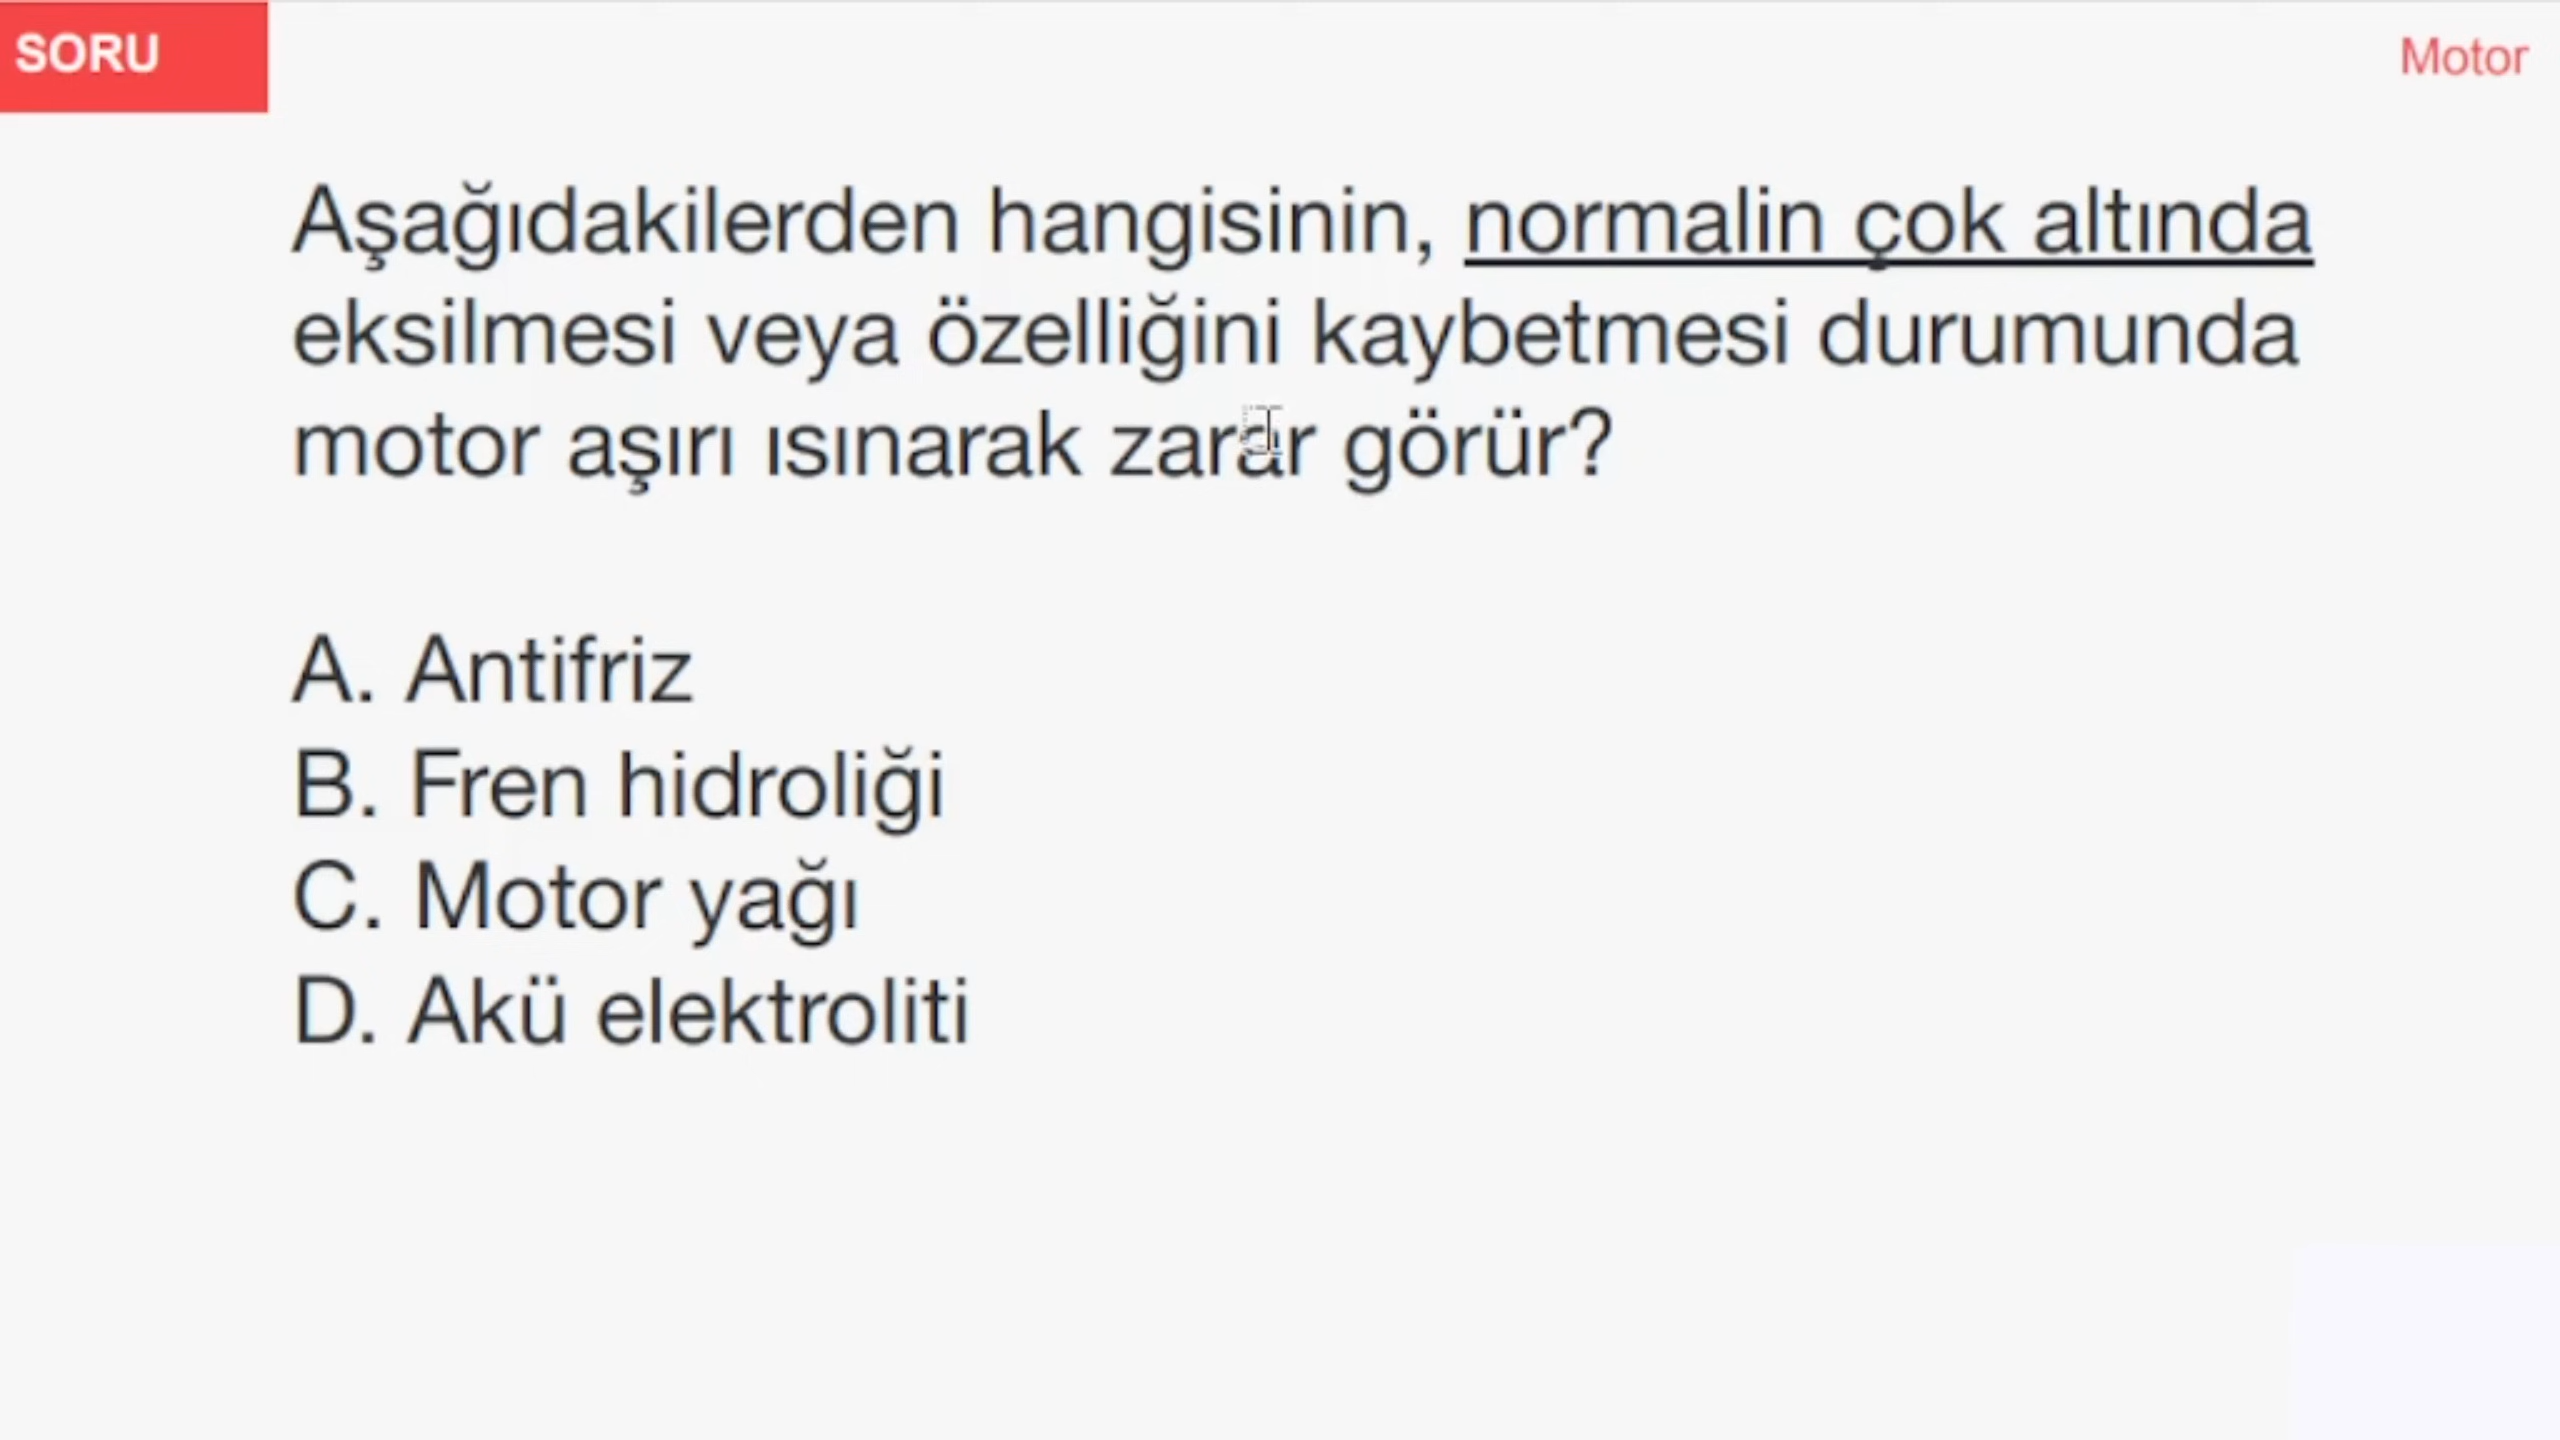 SORU
Motor
Aşağıdakilerden hangisinin, normalin çok altında
eksilmesi veya özelliğini kaybetmesi durumunda
motor aşırı ısınarak zarar görür?
A. Antifriz
B. Fren hidroliği
C. Motor yağı
D. Akü elektroliti